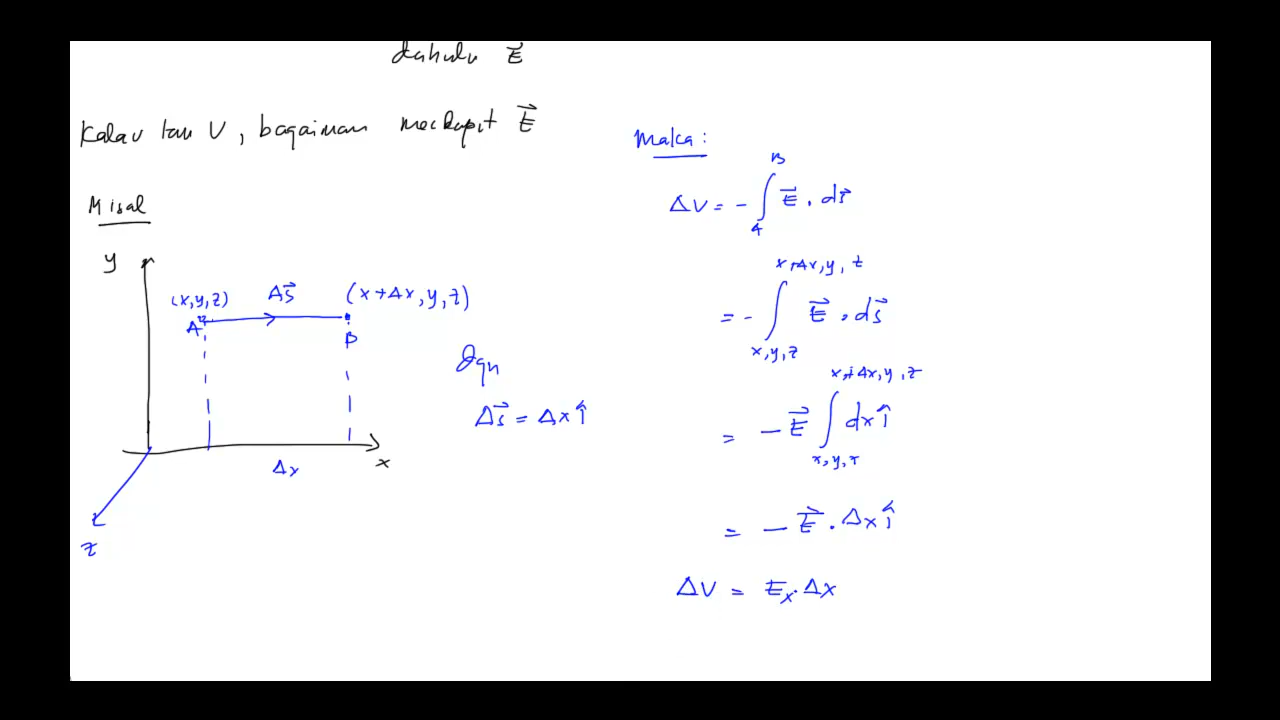 dahulu E⃗
Kalau tau V, bagaiman mendapat E⃗
Misal
y
(x,y,z) Δs⃗ (x+Δx, y, z)
A B
Δx x
z
dgn
Δs⃗ = Δx î
Maka:
ΔV = - ∫_A^B E⃗ . ds⃗
= - ∫_{x,y,z}^{x+Δx,y,z} E⃗ . ds⃗
= - E⃗ ∫_{x,y,z}^{x+Δx,y,z} dx î
= - E⃗ . Δx î
ΔV = Ex . Δx